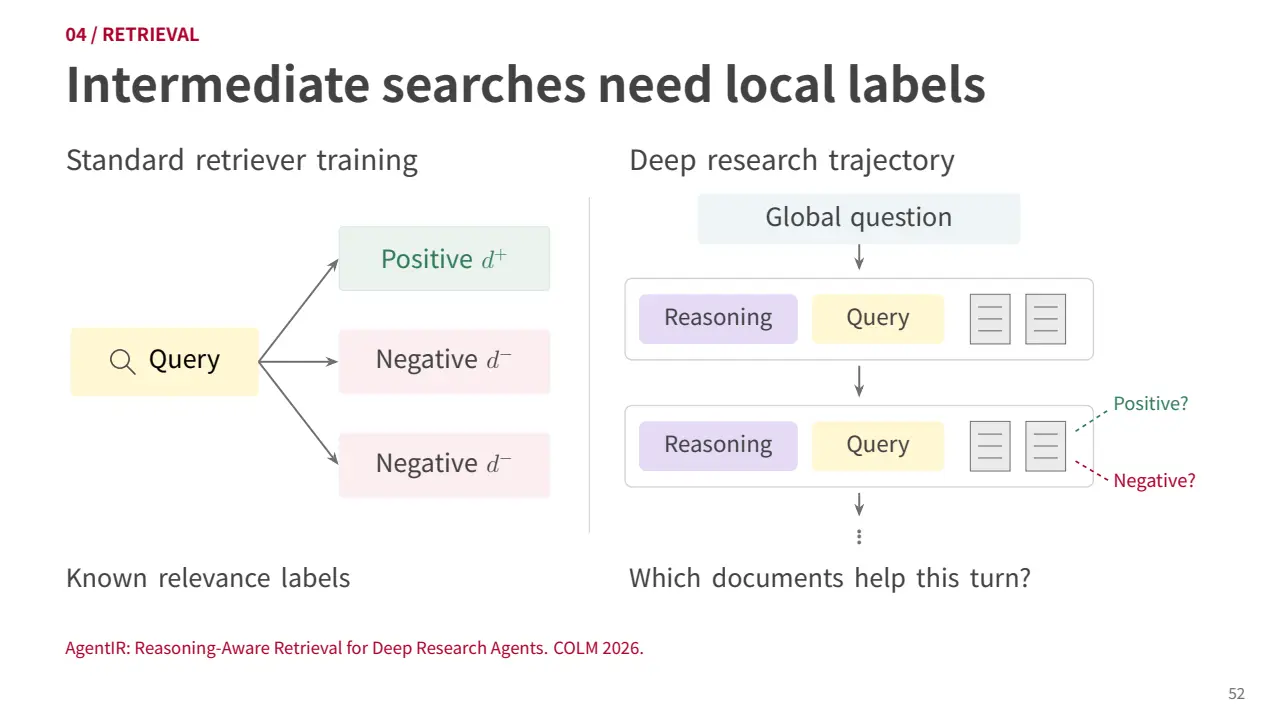 04 / RETRIEVAL
Intermediate searches need local labels
Standard retriever training
Query
Positive d⁺
Negative d⁻
Negative d⁻
Known relevance labels
Deep research trajectory
Global question
Reasoning Query
Reasoning Query
Positive?
Negative?
Which documents help this turn?
AgentIR: Reasoning-Aware Retrieval for Deep Research Agents. COLM 2026.
52